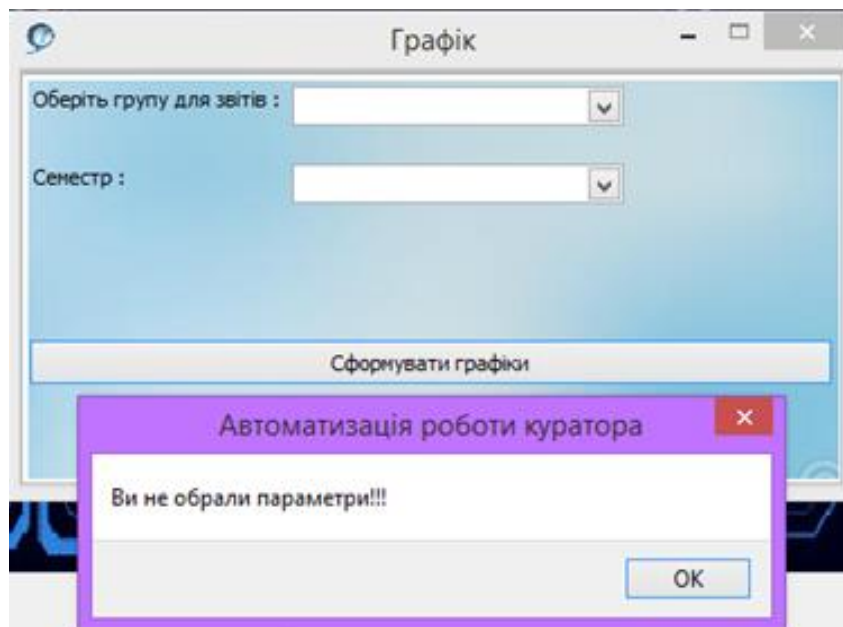 Графік
Оберіть групу для звітів :
Семестр :
Сформувати графіки
Автоматизація роботи куратора
Ви не обрали параметри!!!
OK